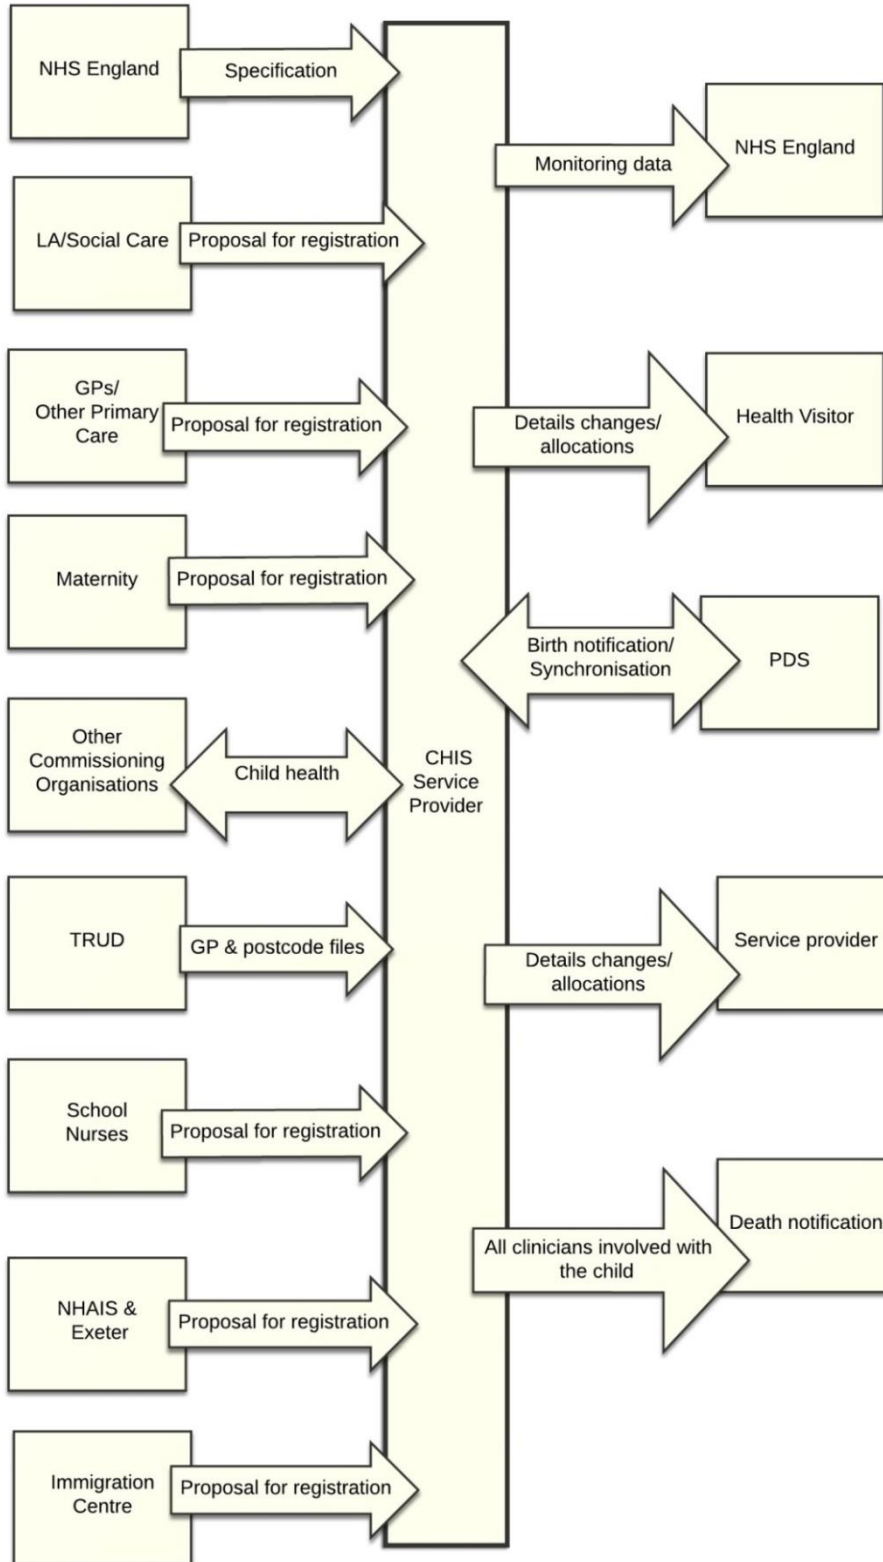 NHS England
Specification
NHS England
Monitoring data
LA/Social Care
Proposal for registration
GPs/
Other Primary
Care
Proposal for registration
Details changes/
allocations
Health Visitor
Maternity
Proposal for registration
Birth notification/
Synchronisation
PDS
Other
Commissioning
Organisations
Child health
CHIS
Service
Provider
TRUD
GP & postcode files
Details changes/
allocations
Service provider
School
Nurses
Proposal for registration
All clinicians involved with
the child
Death notification
NHAIS &
Exeter
Proposal for registration
Immigration
Centre
Proposal for registration